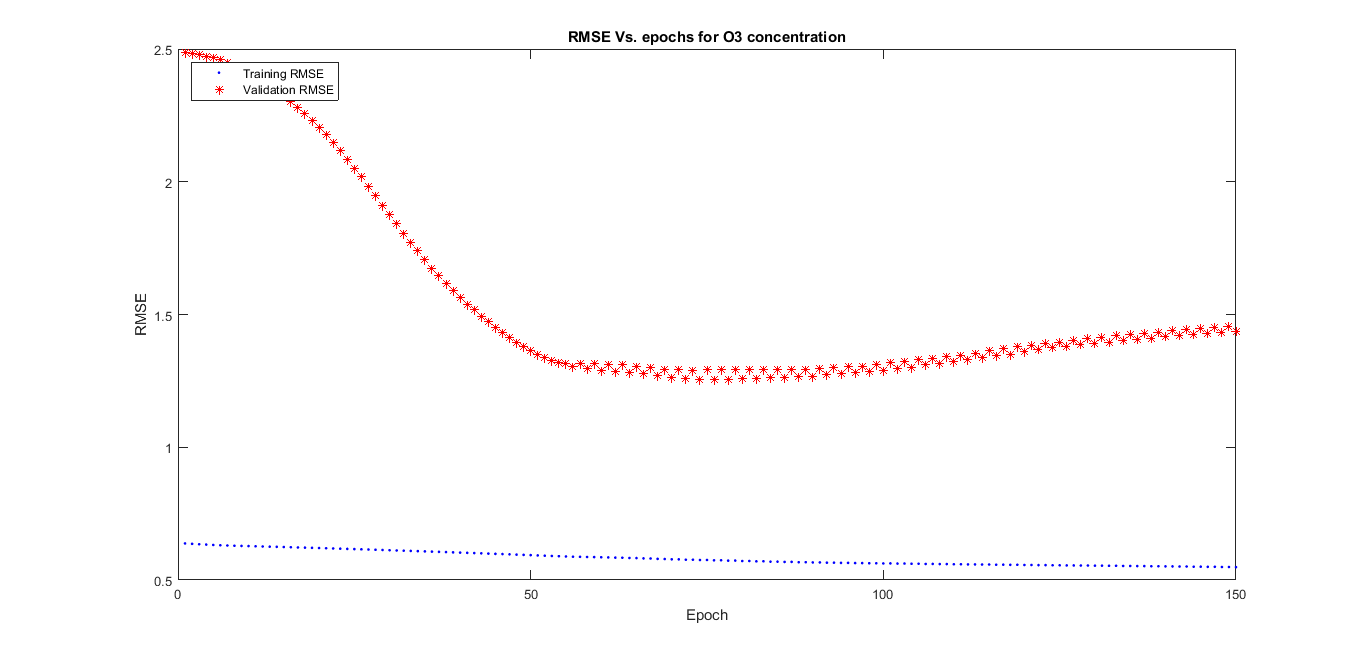 RMSE Vs. epochs for O3 concentration
2.5
Training RMSE
Validation RMSE
2
1.5
RMSE
1
0.5
0 50 100 150
Epoch